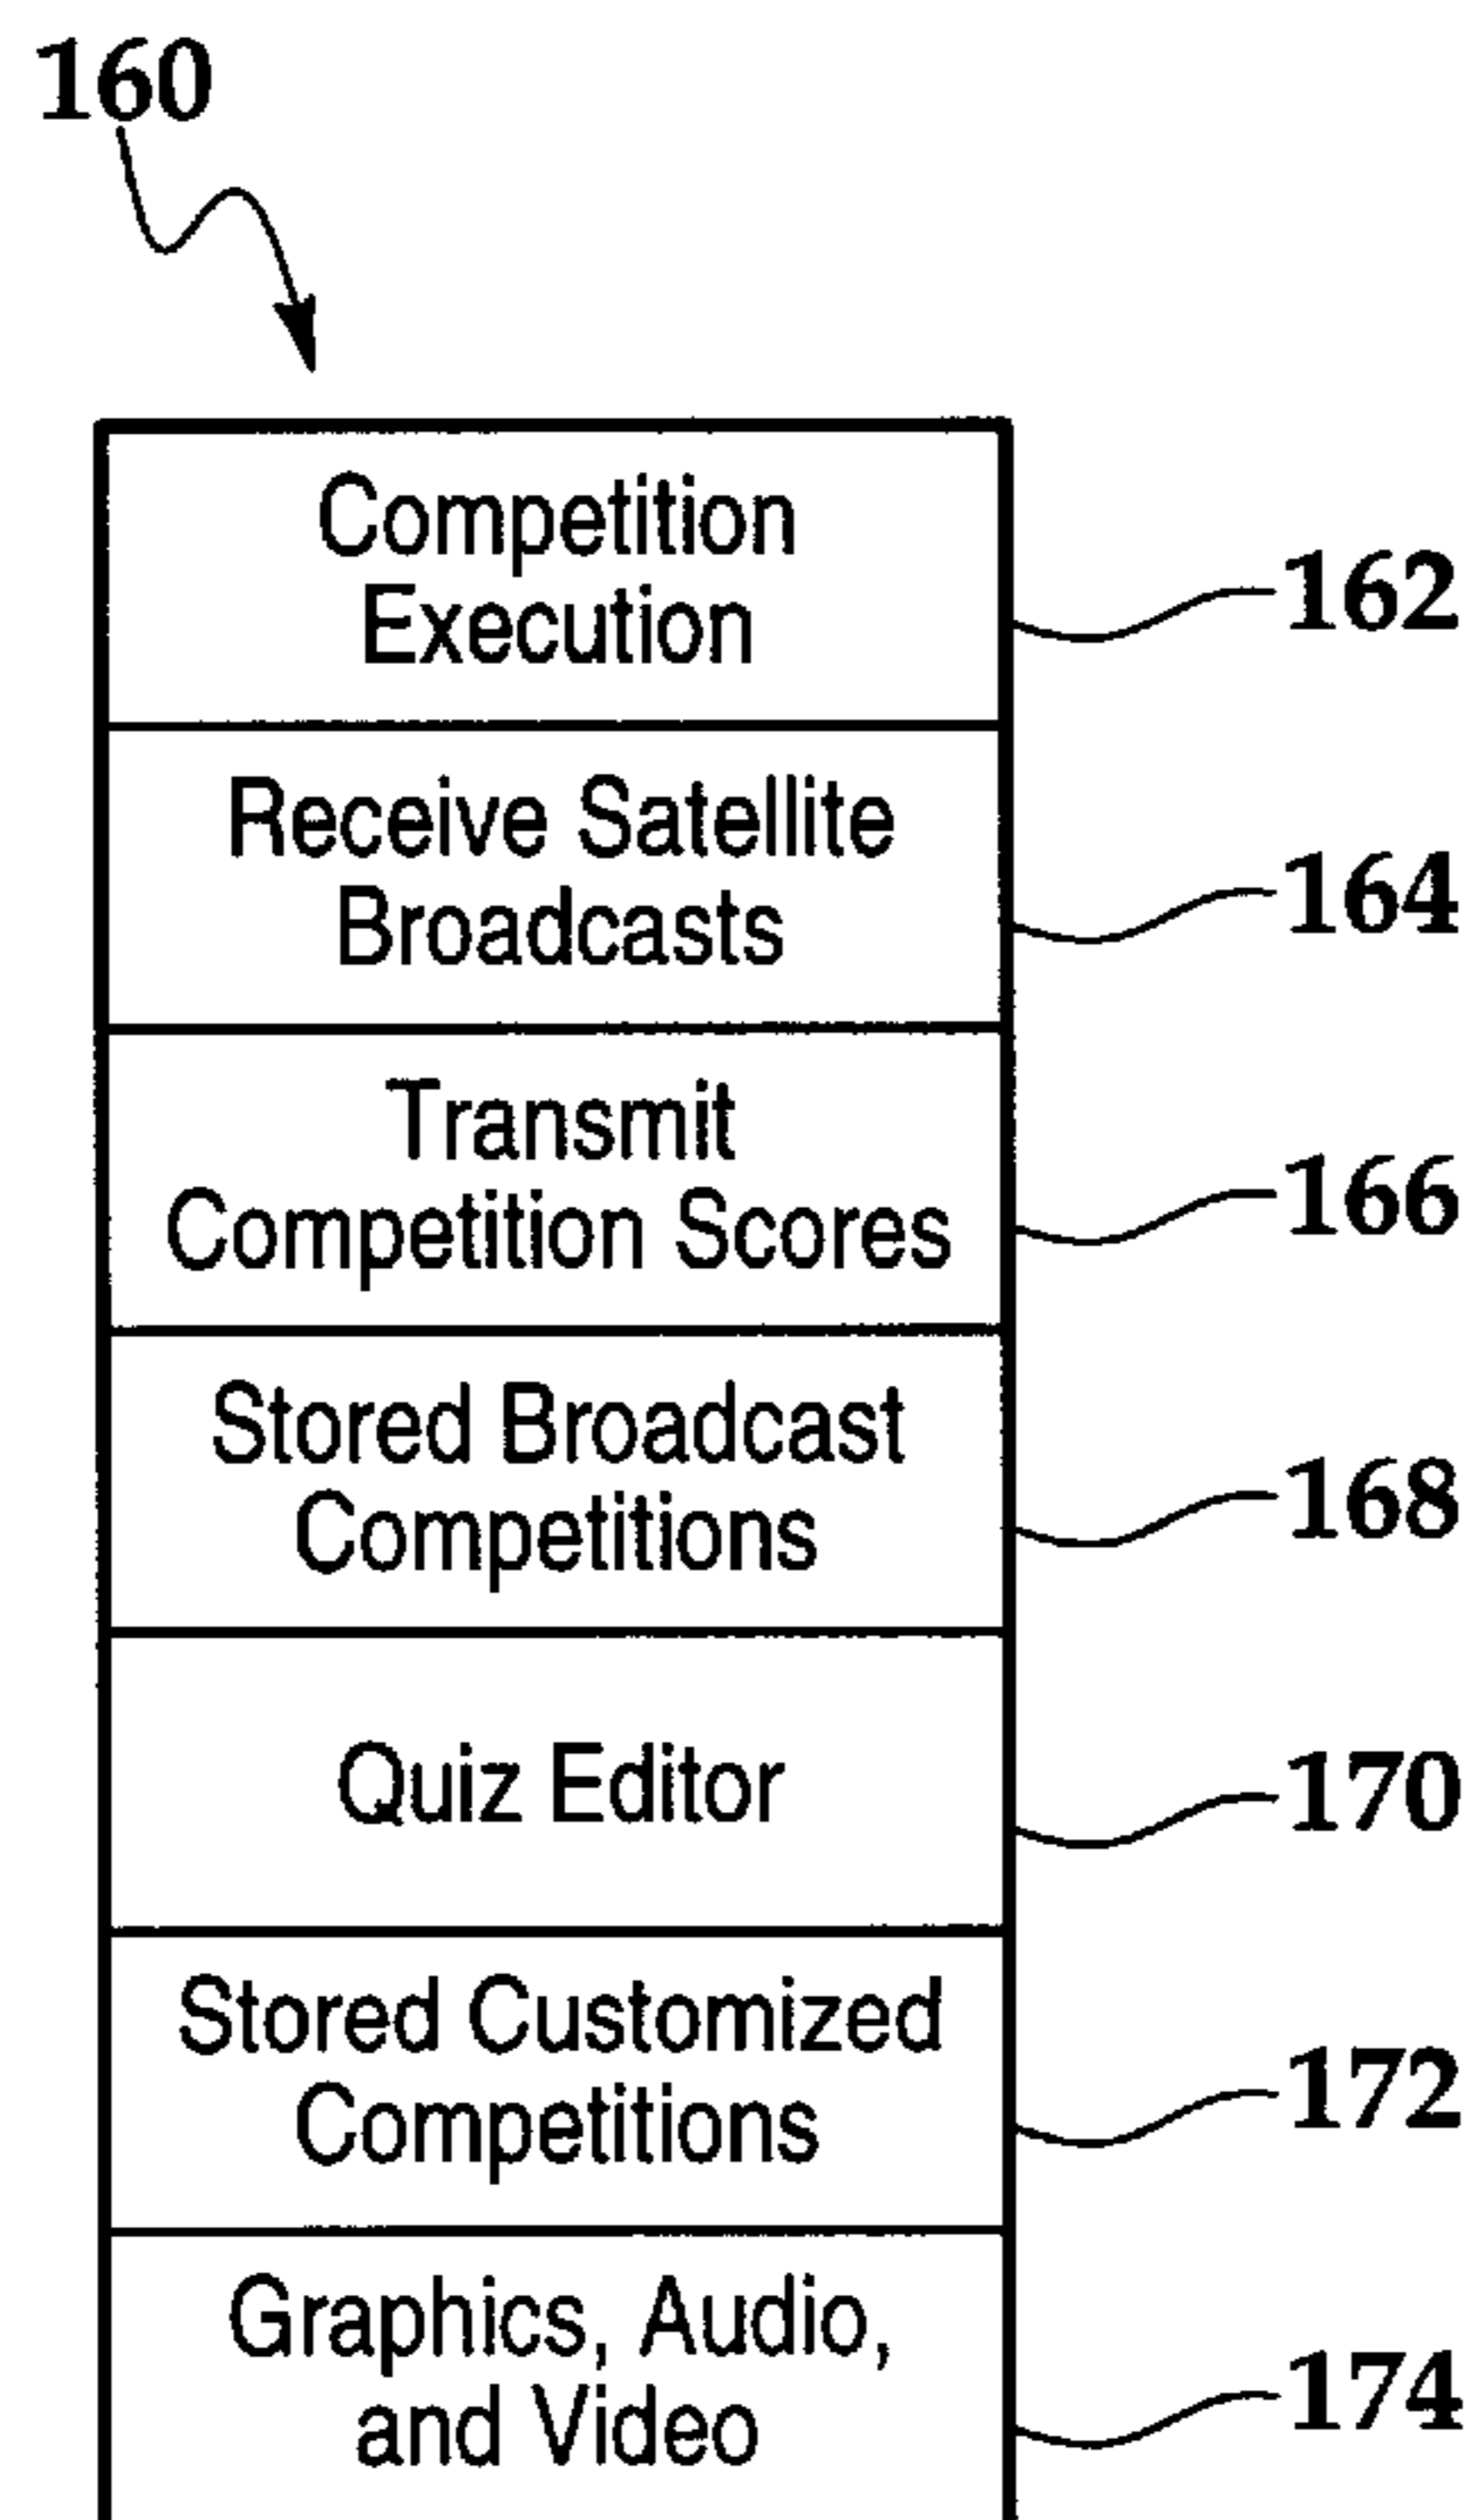 160
Competition
Execution
162
Receive Satellite
Broadcasts
164
Transmit
Competition Scores
166
Stored Broadcast
Competitions
168
Quiz Editor
170
Stored Customized
Competitions
172
Graphics, Audio,
and Video
174